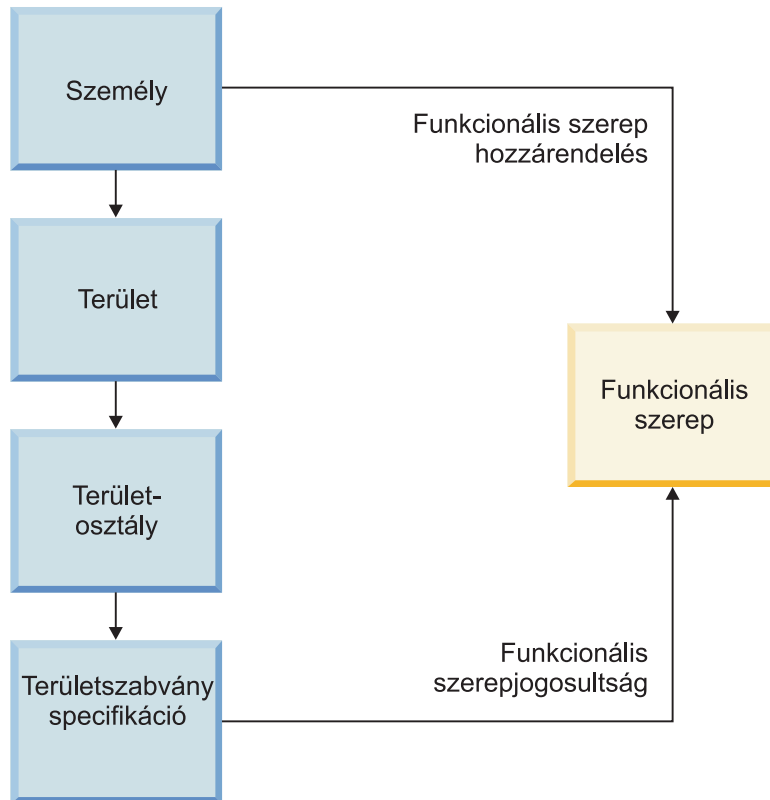 Személy
Funkcionális szerep
hozzárendelés
Terület
Funkcionális
szerep
Terület-
osztály
Területszabvány
specifikáció
Funkcionális
szerepjogosultság